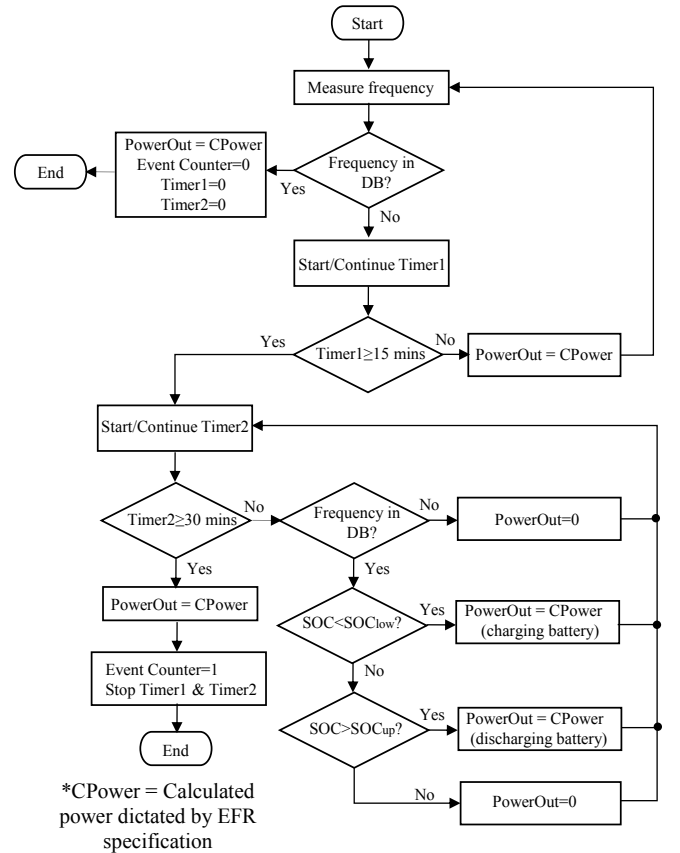 Start
Measure frequency
Frequency in
DB?
Yes
PowerOut = CPower
Event Counter=0
Timer1=0
Timer2=0
End
No
Start/Continue Timer1
Timer1≥15 mins
Yes
No
PowerOut = CPower
Start/Continue Timer2
Timer2≥30 mins
No
Frequency in
DB?
No
PowerOut=0
Yes
Yes
PowerOut = CPower
SOC<SOClow?
Yes
PowerOut = CPower
(charging battery)
Event Counter=1
Stop Timer1 & Timer2
No
End
SOC>SOCup?
Yes
PowerOut = CPower
(discharging battery)
No
PowerOut=0
*CPower = Calculated
power dictated by EFR
specification